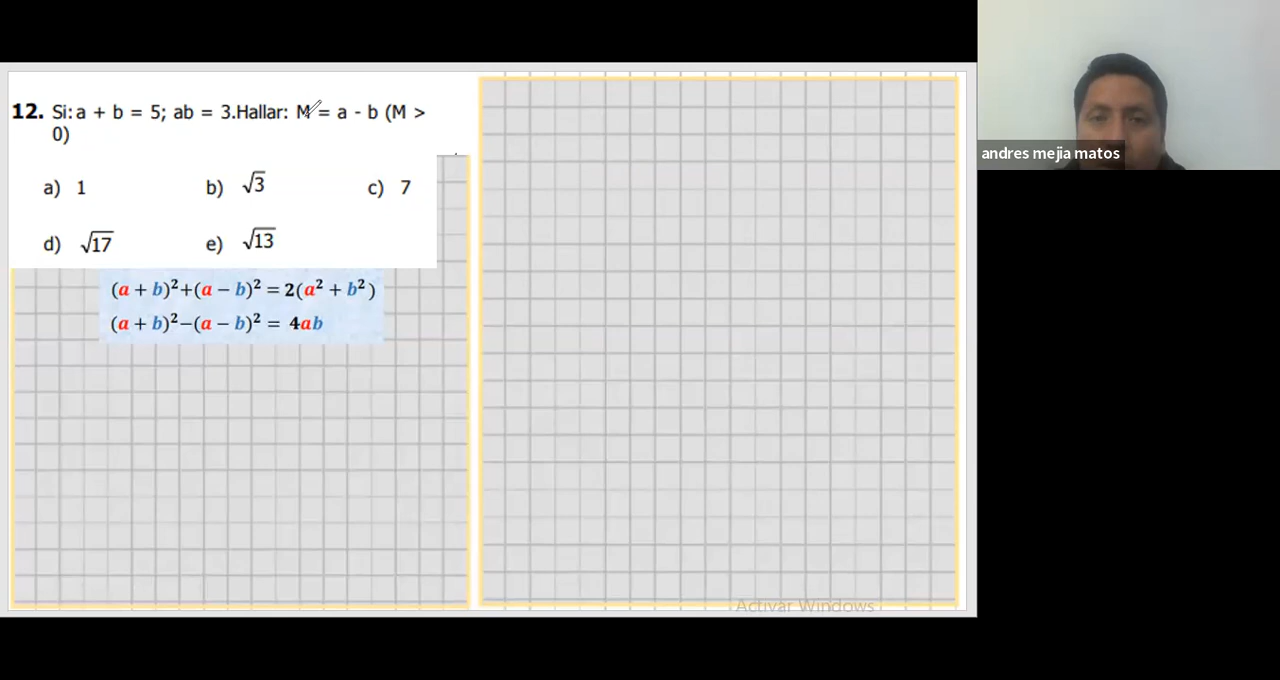 12. Si: a + b = 5; ab = 3.Hallar: M = a - b (M >
0)
a) 1 b) √3 c) 7
d) √17 e) √13
(a + b)²+(a − b)² = 2(a² + b²)
(a + b)²−(a − b)² = 4ab
andres mejia matos
Activar Windows